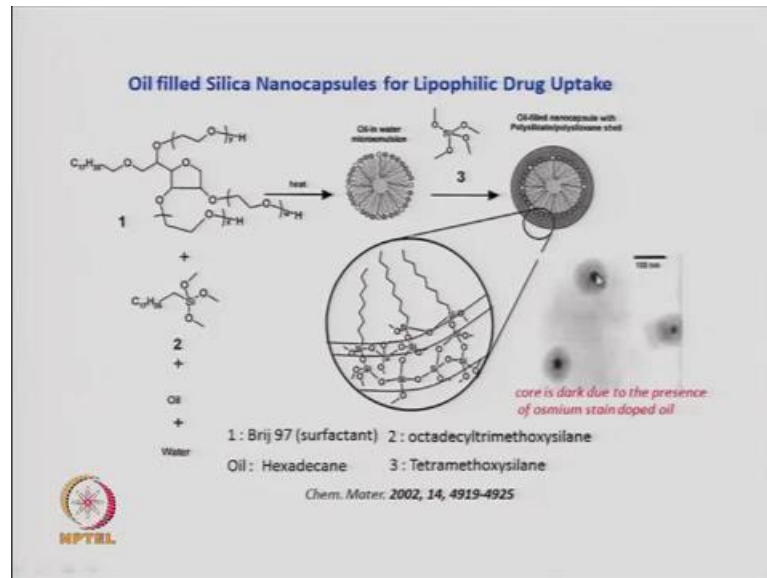 Oil filled Silica Nanocapsules for Lipophilic Drug Uptake
Oil-in water
microemulsion
Oil-filled nanocapsule with
Polysilicate/polysiloxane shell
heat
1
3
+
2
+
Oil
+
Water
100 nm
core is dark due to the presence
of osmium stain doped oil
1 : Brij 97 (surfactant) 2 : octadecyltrimethoxysilane
Oil : Hexadecane 3 : Tetramethoxysilane
Chem. Mater. 2002, 14, 4919-4925
NPTEL